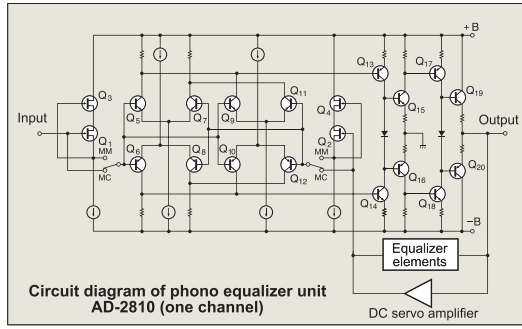 +B
Q13
Q17
Q3
Q11
Q4
Q19
Q5
Q7
Q9
Q15
Input
Output
Q1
MM
Q6
Q8
Q10
Q2
MM
Q20
MC
Q12
MC
Q16
Q14
Q18
−B
Equalizer
elements
Circuit diagram of phono equalizer unit
AD-2810 (one channel)
DC servo amplifier